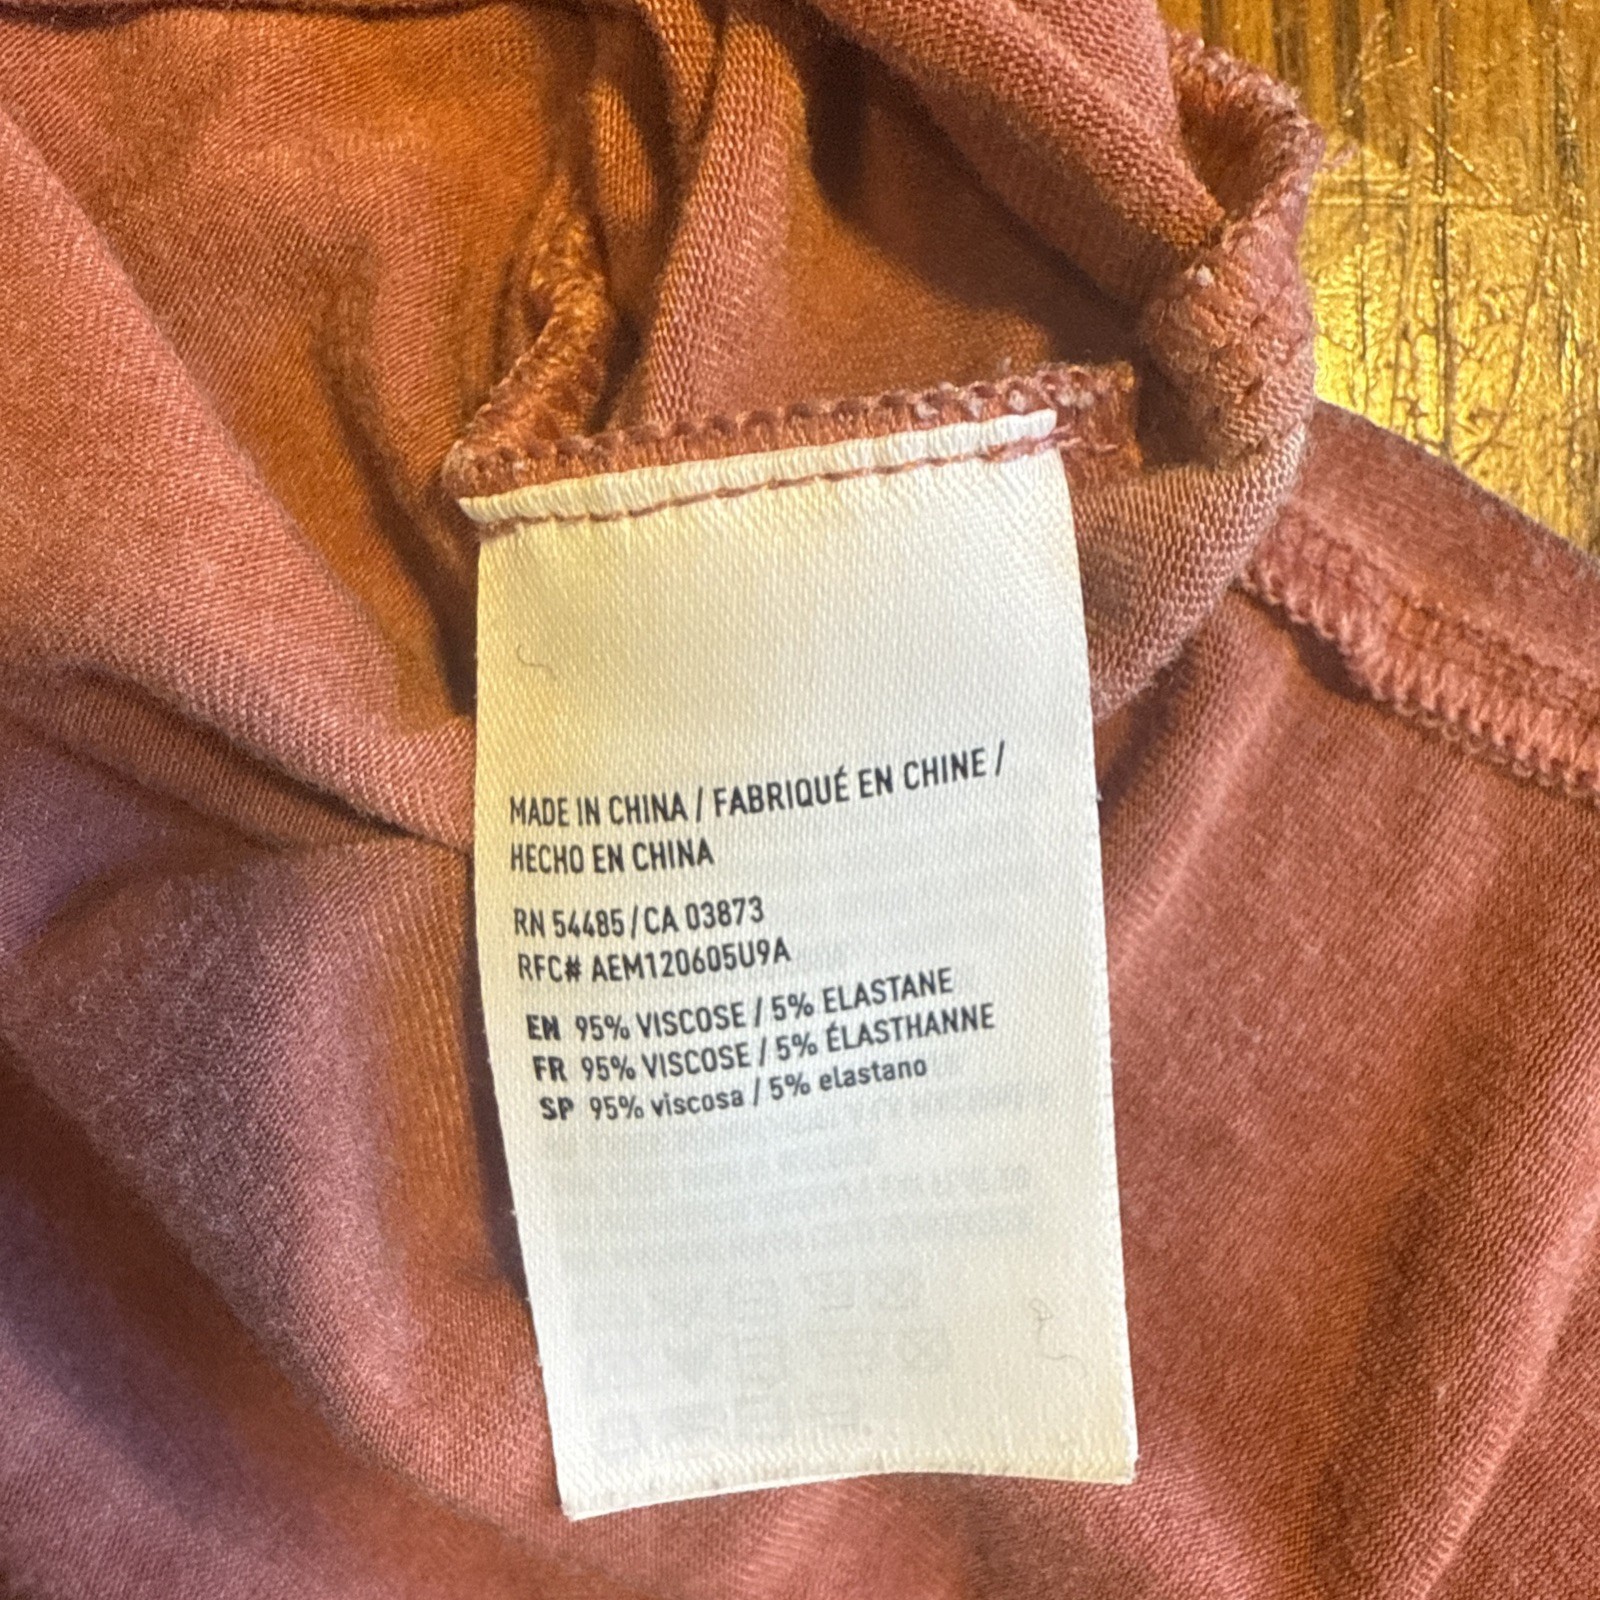 MADE IN CHINA / FABRIQUÉ EN CHINE /
HECHO EN CHINA
RN 54485 / CA 03873
RFC# AEM120605U9A
EN 95% VISCOSE / 5% ELASTANE
FR 95% VISCOSE / 5% ÉLASTHANNE
SP 95% viscosa / 5% elastano